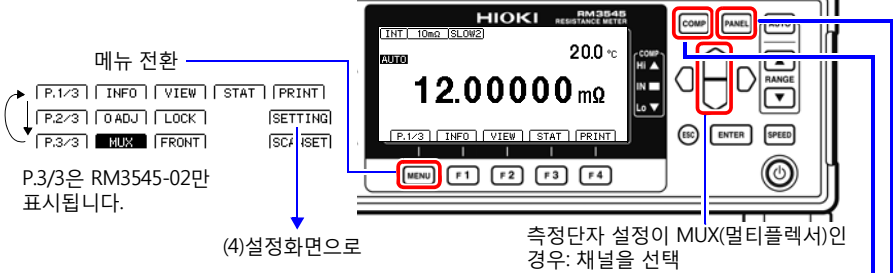 HIOKI
RM3545
RESISTANCE METER
INT 10mΩ SLOW2
20.0 ℃
AUTO
12.00000 mΩ
COMP
Hi ▲
IN ■
Lo ▼
P.1/3 INFO VIEW STAT PRINT
MENU F1 F2 F3 F4
COMP PANEL AUTO
▲
RANGE
▼
ESC ENTER SPEED
메뉴 전환
P.1/3 INFO VIEW STAT PRINT
P.2/3 0 ADJ LOCK SETTING
P.3/3 MUX FRONT SCANSET
P.3/3은 RM3545-02만
표시됩니다.
(4)설정화면으로
측정단자 설정이 MUX(멀티플렉서)인
경우: 채널을 선택